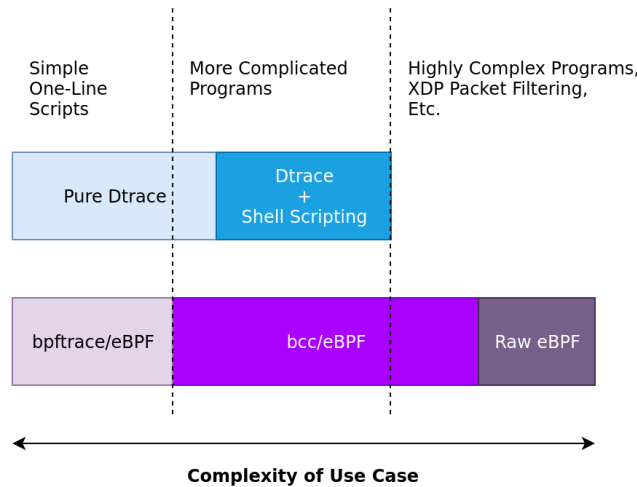 Simple
One-Line
Scripts
More Complicated
Programs
Highly Complex Programs,
XDP Packet Filtering,
Etc.
Pure Dtrace
Dtrace
+
Shell Scripting
bpftrace/eBPF
bcc/eBPF
Raw eBPF
Complexity of Use Case